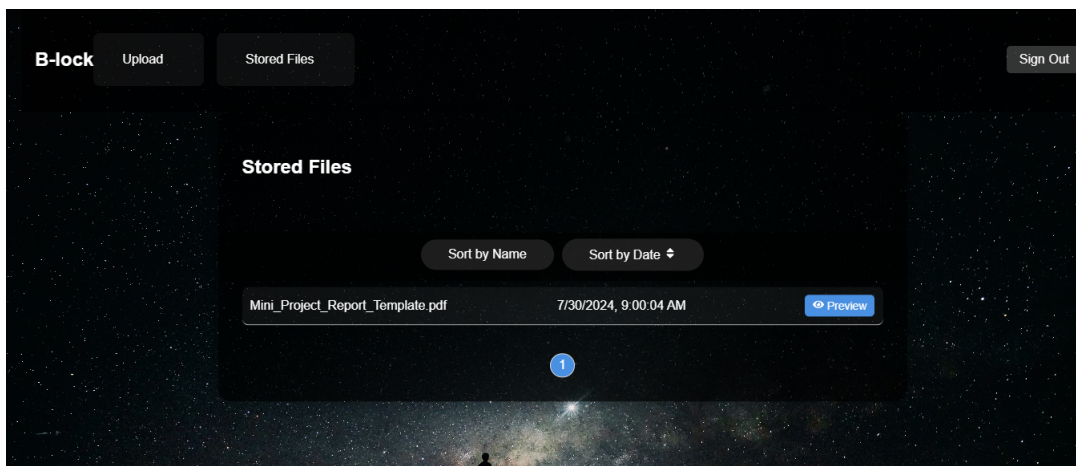 B-lock Upload Stored Files Sign Out
Stored Files
Sort by Name Sort by Date
Mini_Project_Report_Template.pdf 7/30/2024, 9:00:04 AM Preview
1